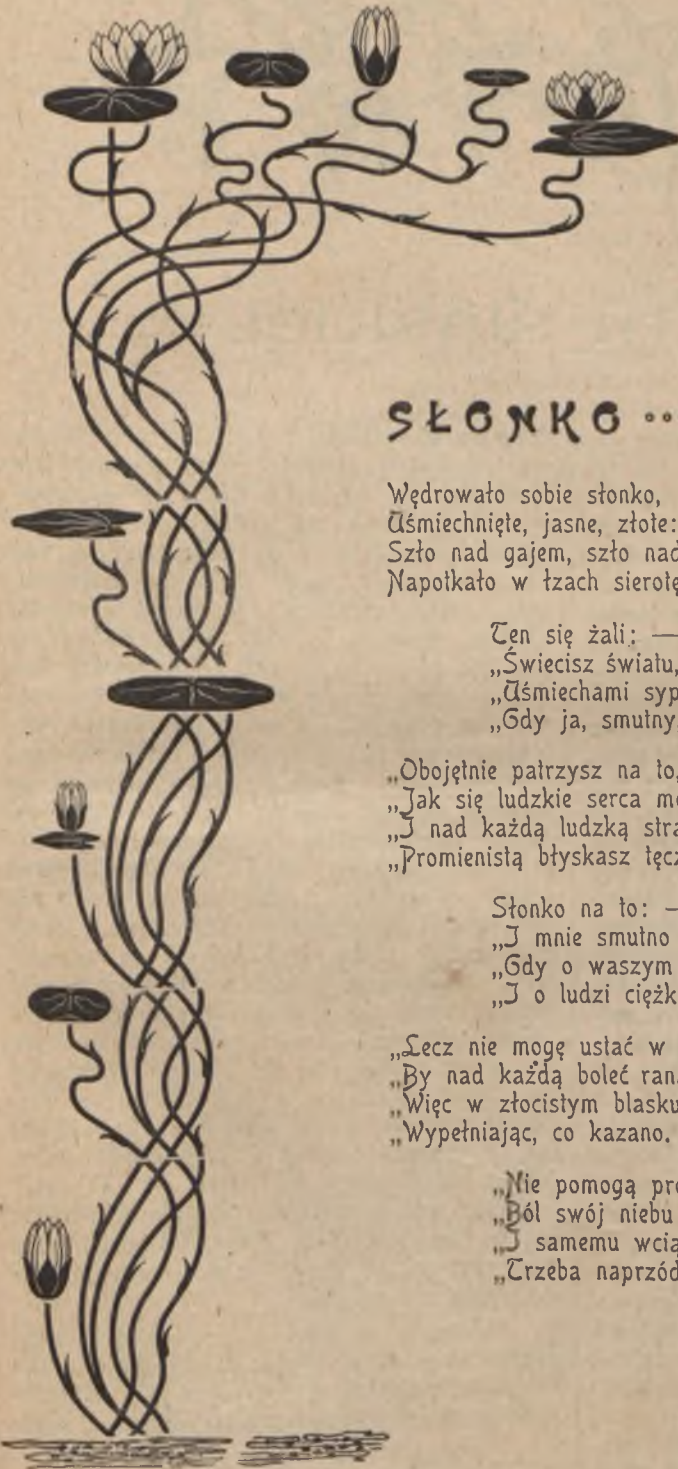 SŁONKO
Wędrowało sobie słonko,
Uśmiechnięte, jasne, złote:
Szło nad gajem, szło nad
Napotkało w łzach sierotę
Ten się żali: —
„Świecisz światu,
„Uśmiechami syp
„Gdy ja, smutny
„Obojętnie patrzysz na to,
„Jak się ludzkie serca mę
„I nad każdą ludzką stra
„Promienistą błyskasz tęcz
Słonko na to: —
„I mnie smutno
„Gdy o waszym
„I o ludzi ciężk
„Lecz nie mogę ustać w
„By nad każdą boleć ran
„Więc w złocistym blasku
„Wypełniając, co kazano.
„Nie pomogą pro
„Ból swój niebu
„I samemu wcią
„Trzeba naprzód